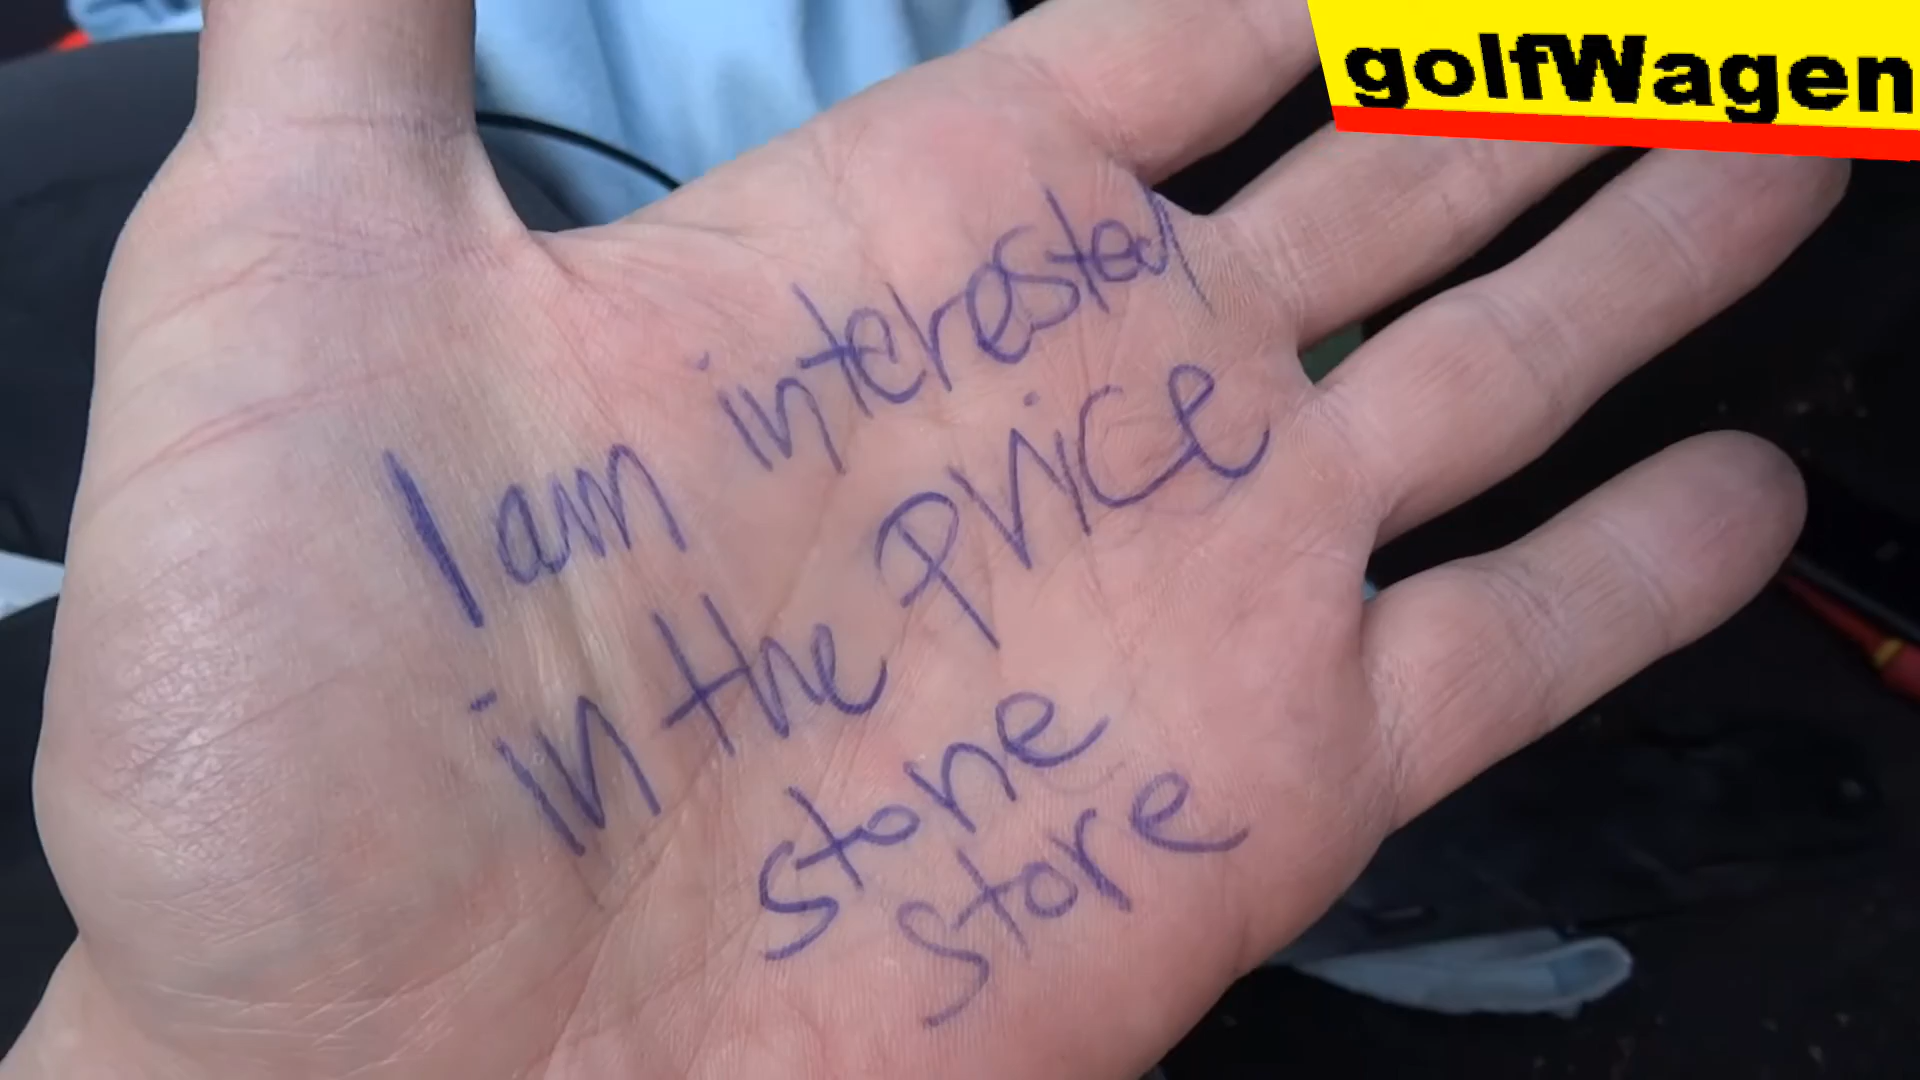 golfWagen
I am interested
in the price
stone
store